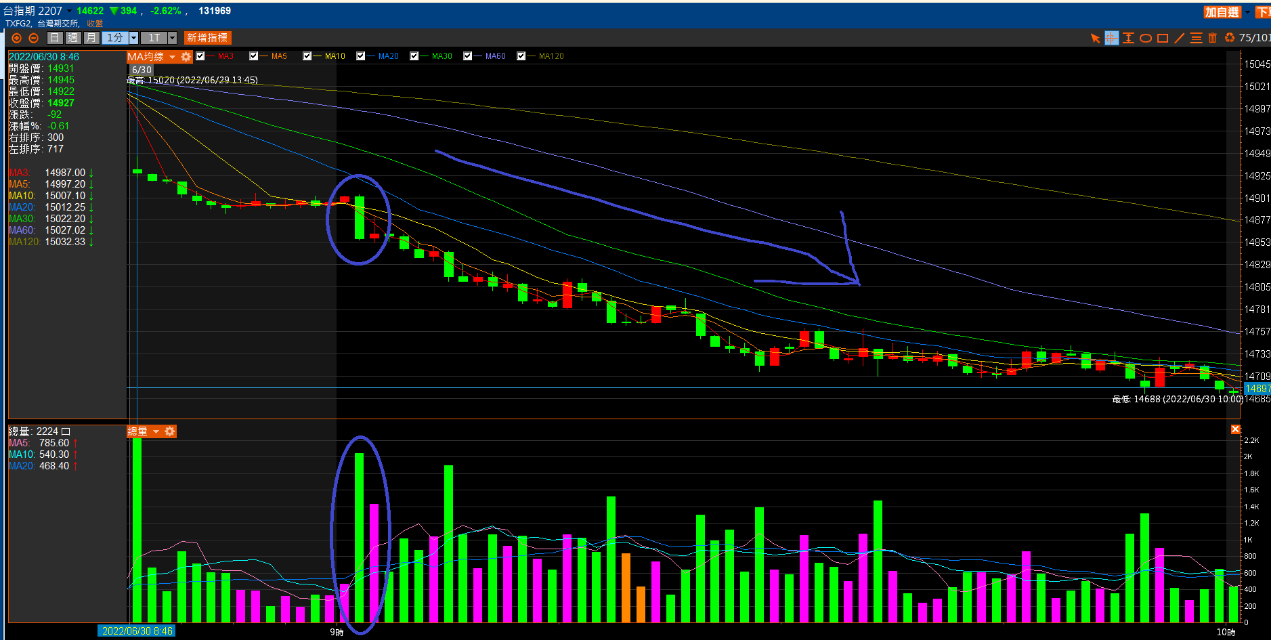 台指期 2207 14622 ▼394 , -2.62% , 131969
TXFG2, 台灣期交所, 收盤
加自選 下單
日 週 月 1分 1T 新增指標
75/101
2022/06/30 8:46
開盤價: 14931
最高價: 14945
最低價: 14922
收盤價: 14927
漲跌: -92
漲幅%: -0.61
右排序: 300
左排序: 717
MA3: 14987.00 ↓
MA5: 14997.20 ↓
MA10: 15007.10 ↓
MA20: 15012.25 ↓
MA30: 15022.20 ↓
MA60: 15027.02 ↓
MA120: 15032.33 ↓
MA均線 MA3 MA5 MA10 MA20 MA30 MA60 MA120
6/30
最高: 15020 (2022/06/29 13:45)
15045
15021
14997
14973
14949
14925
14901
14877
14853
14829
14805
14781
14757
14733
14709
14697
14685
最低: 14688 (2022/06/30 10:00)
總量: 2224 口
MA5: 785.60 ↑
MA10: 540.30 ↑
MA20: 468.40 ↑
總量
2.2K
2K
1.8K
1.6K
1.4K
1.2K
1K
800
600
400
200
0
2022/06/30 8:46
9時
10時